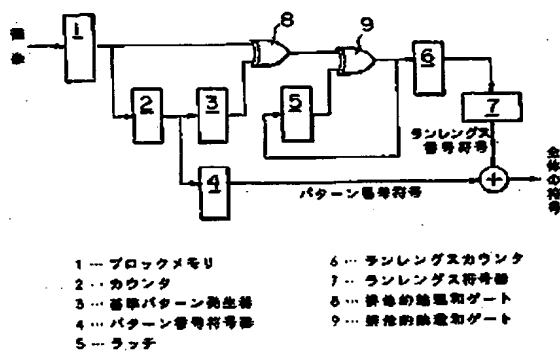 画素
1
8
9
6
2
3
5
7
ランレングス
番号符号
4
パターン番号符号
全体の符号
1 … ブロックメモリ
2 … カウンタ
3 … 基準パターン発生器
4 … パターン番号符号器
5 … ラッチ
6 … ランレングスカウンタ
7 … ランレングス符号器
8 … 排他的論理和ゲート
9 … 排他的論理和ゲート